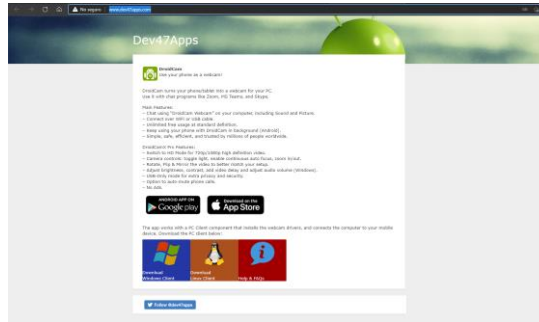 No seguro
www.dev47apps.com
Dev47Apps
DroidCam
Use your phone as a webcam!
DroidCam turns your phone/tablet into a webcam for your PC.
Use it with chat programs like Zoom, MS Teams, and Skype.
Main Features:
- Chat using "DroidCam Webcam" on your computer, including Sound and Picture.
- Connect over WiFi or USB cable.
- Unlimited free usage at standard definition.
- Keep using your phone with DroidCam in background (Android).
- Simple, safe, efficient, and trusted by millions of people worldwide.
DroidCamX Pro Features:
- Switch to HD Mode for 720p/1080p high definition video.
- Camera controls: toggle light, enable continuous auto focus, zoom in/out.
- Rotate, Flip & Mirror the video to better match your setup.
- Adjust brightness, contrast, add video delay and adjust audio volume (Windows).
- USB-only mode for extra privacy and security.
- Option to auto mute phone calls.
- No ads.
ANDROID APP ON
Google play
Download on the
App Store
The app works with a PC Client component that installs the webcam drivers, and connects the computer to your mobile
device. Download the PC client below:
Download
Windows Client
Download
Linux Client
Help & FAQs
Follow @dev47apps